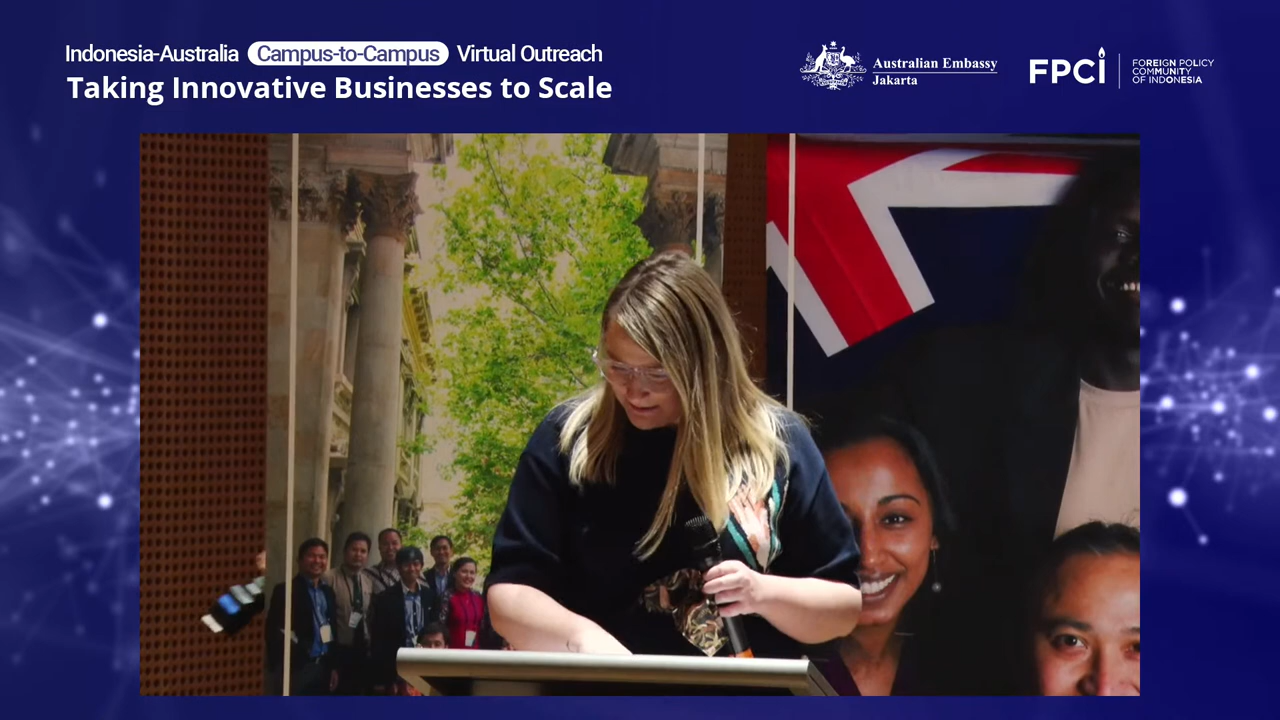 Indonesia-Australia Campus-to-Campus Virtual Outreach
Taking Innovative Businesses to Scale
Australian Embassy
Jakarta
FPCi
FOREIGN POLICY
COMMUNITY
OF INDONESIA